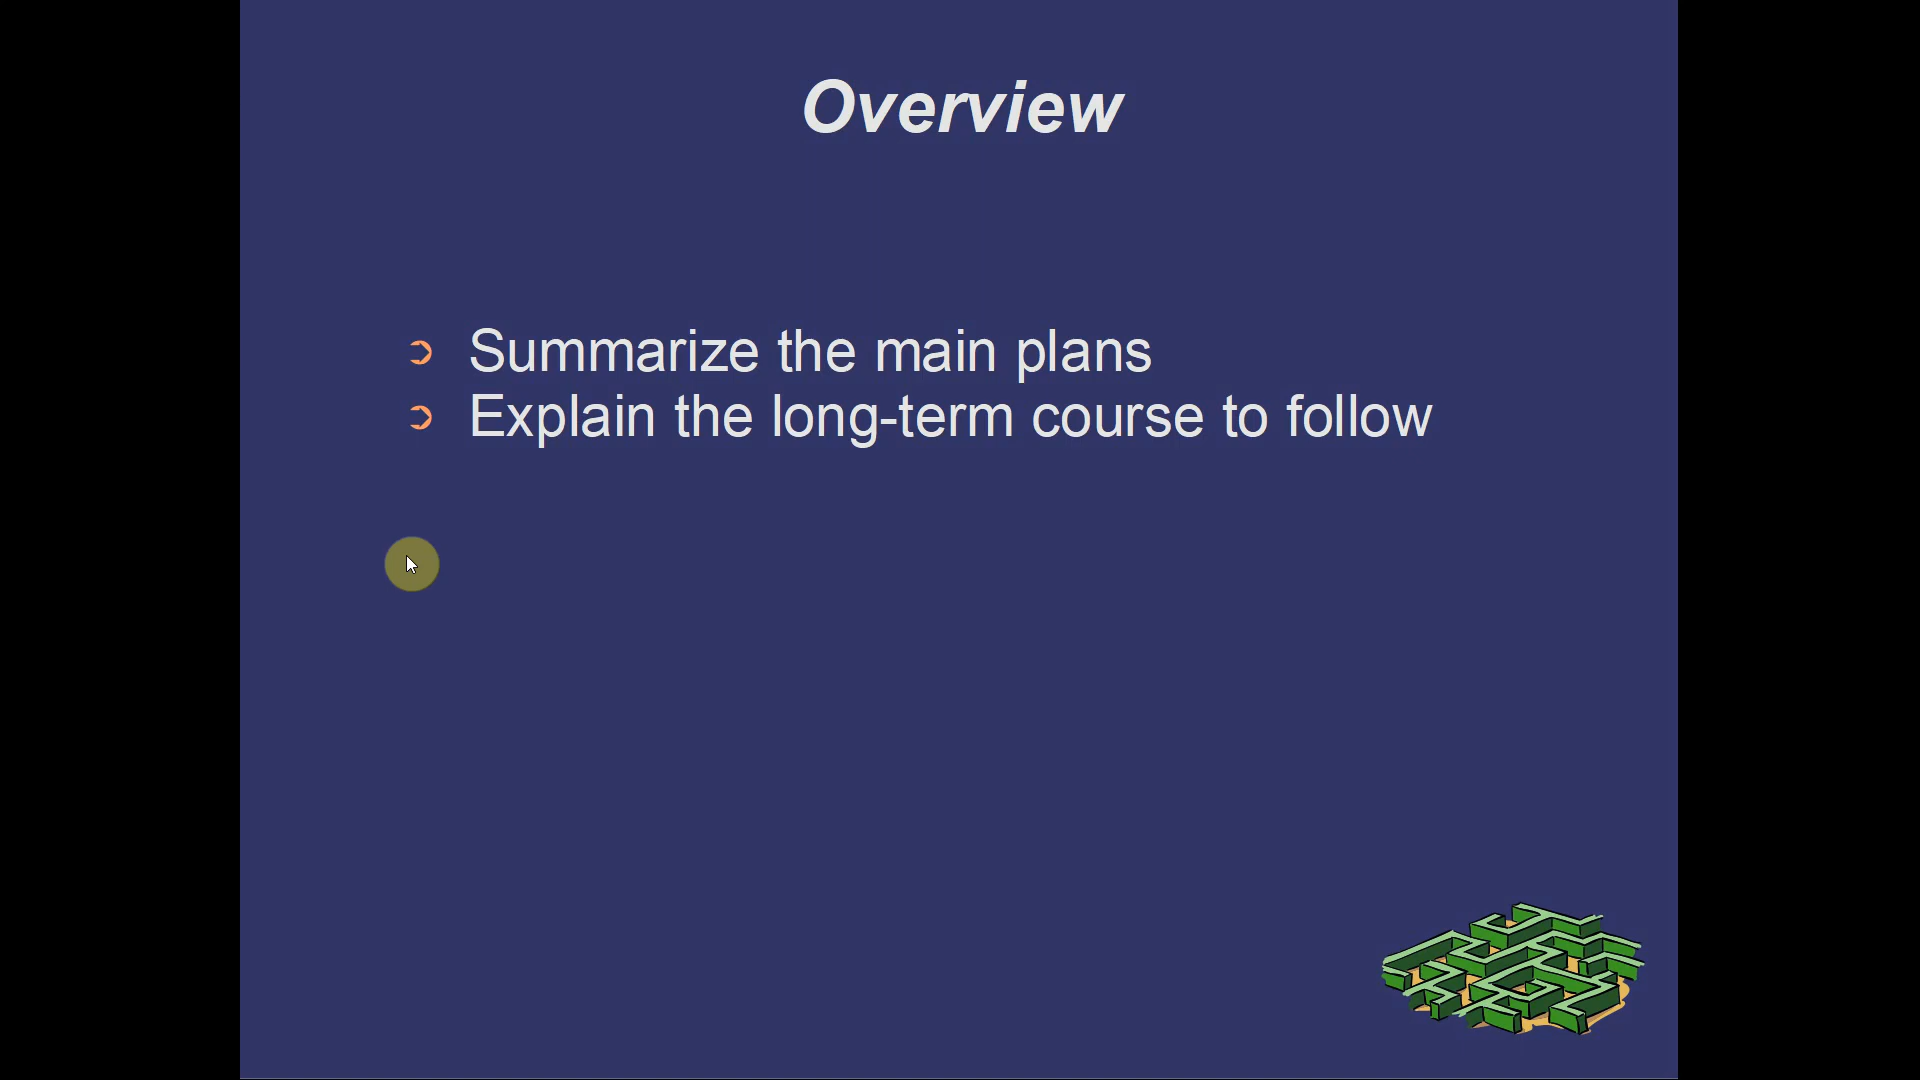 Overview
Summarize the main plans
Explain the long-term course to follow